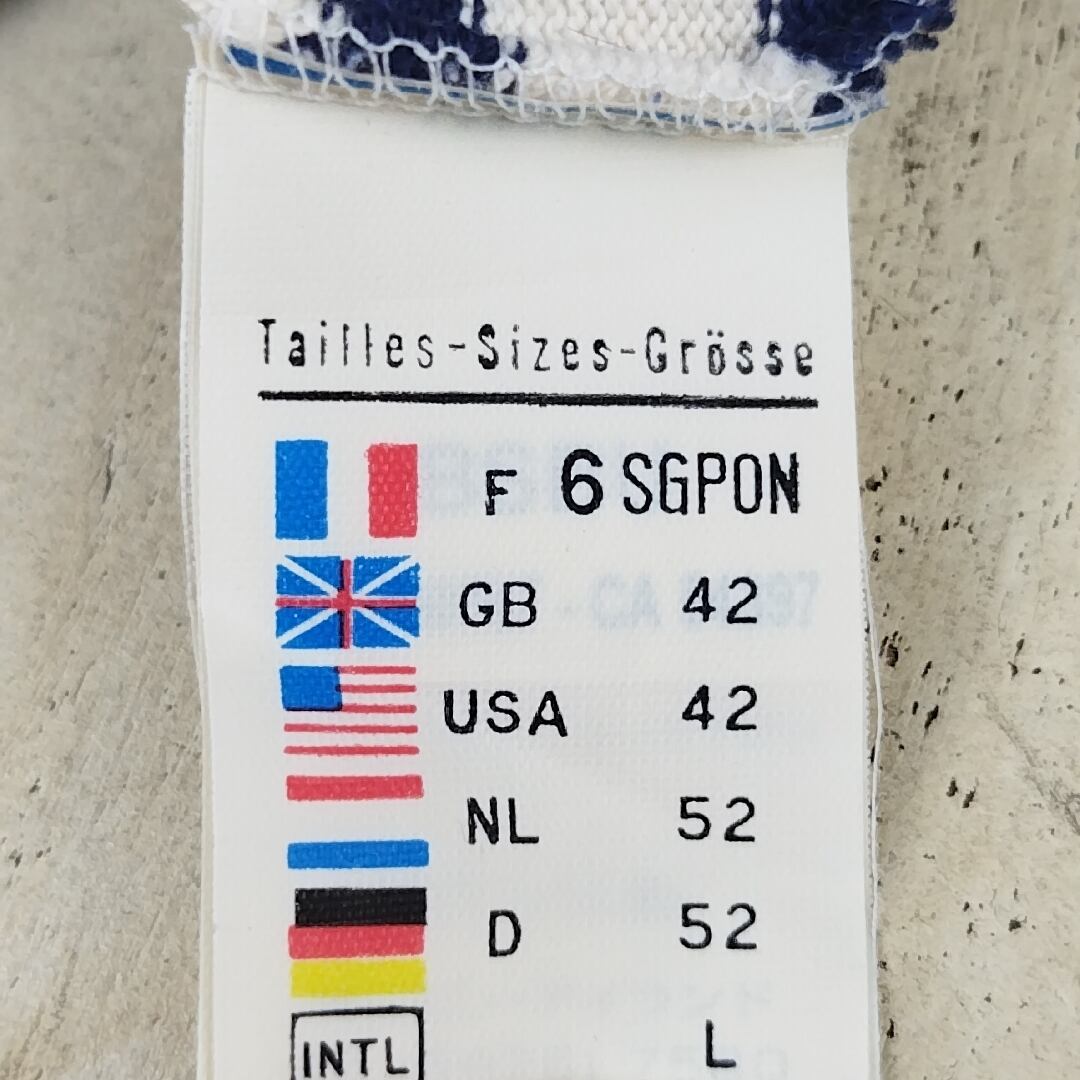 Tailles-Sizes-Grösse
F 6 SGPON
GB 42
USA 42
NL 52
D 52
INTL L